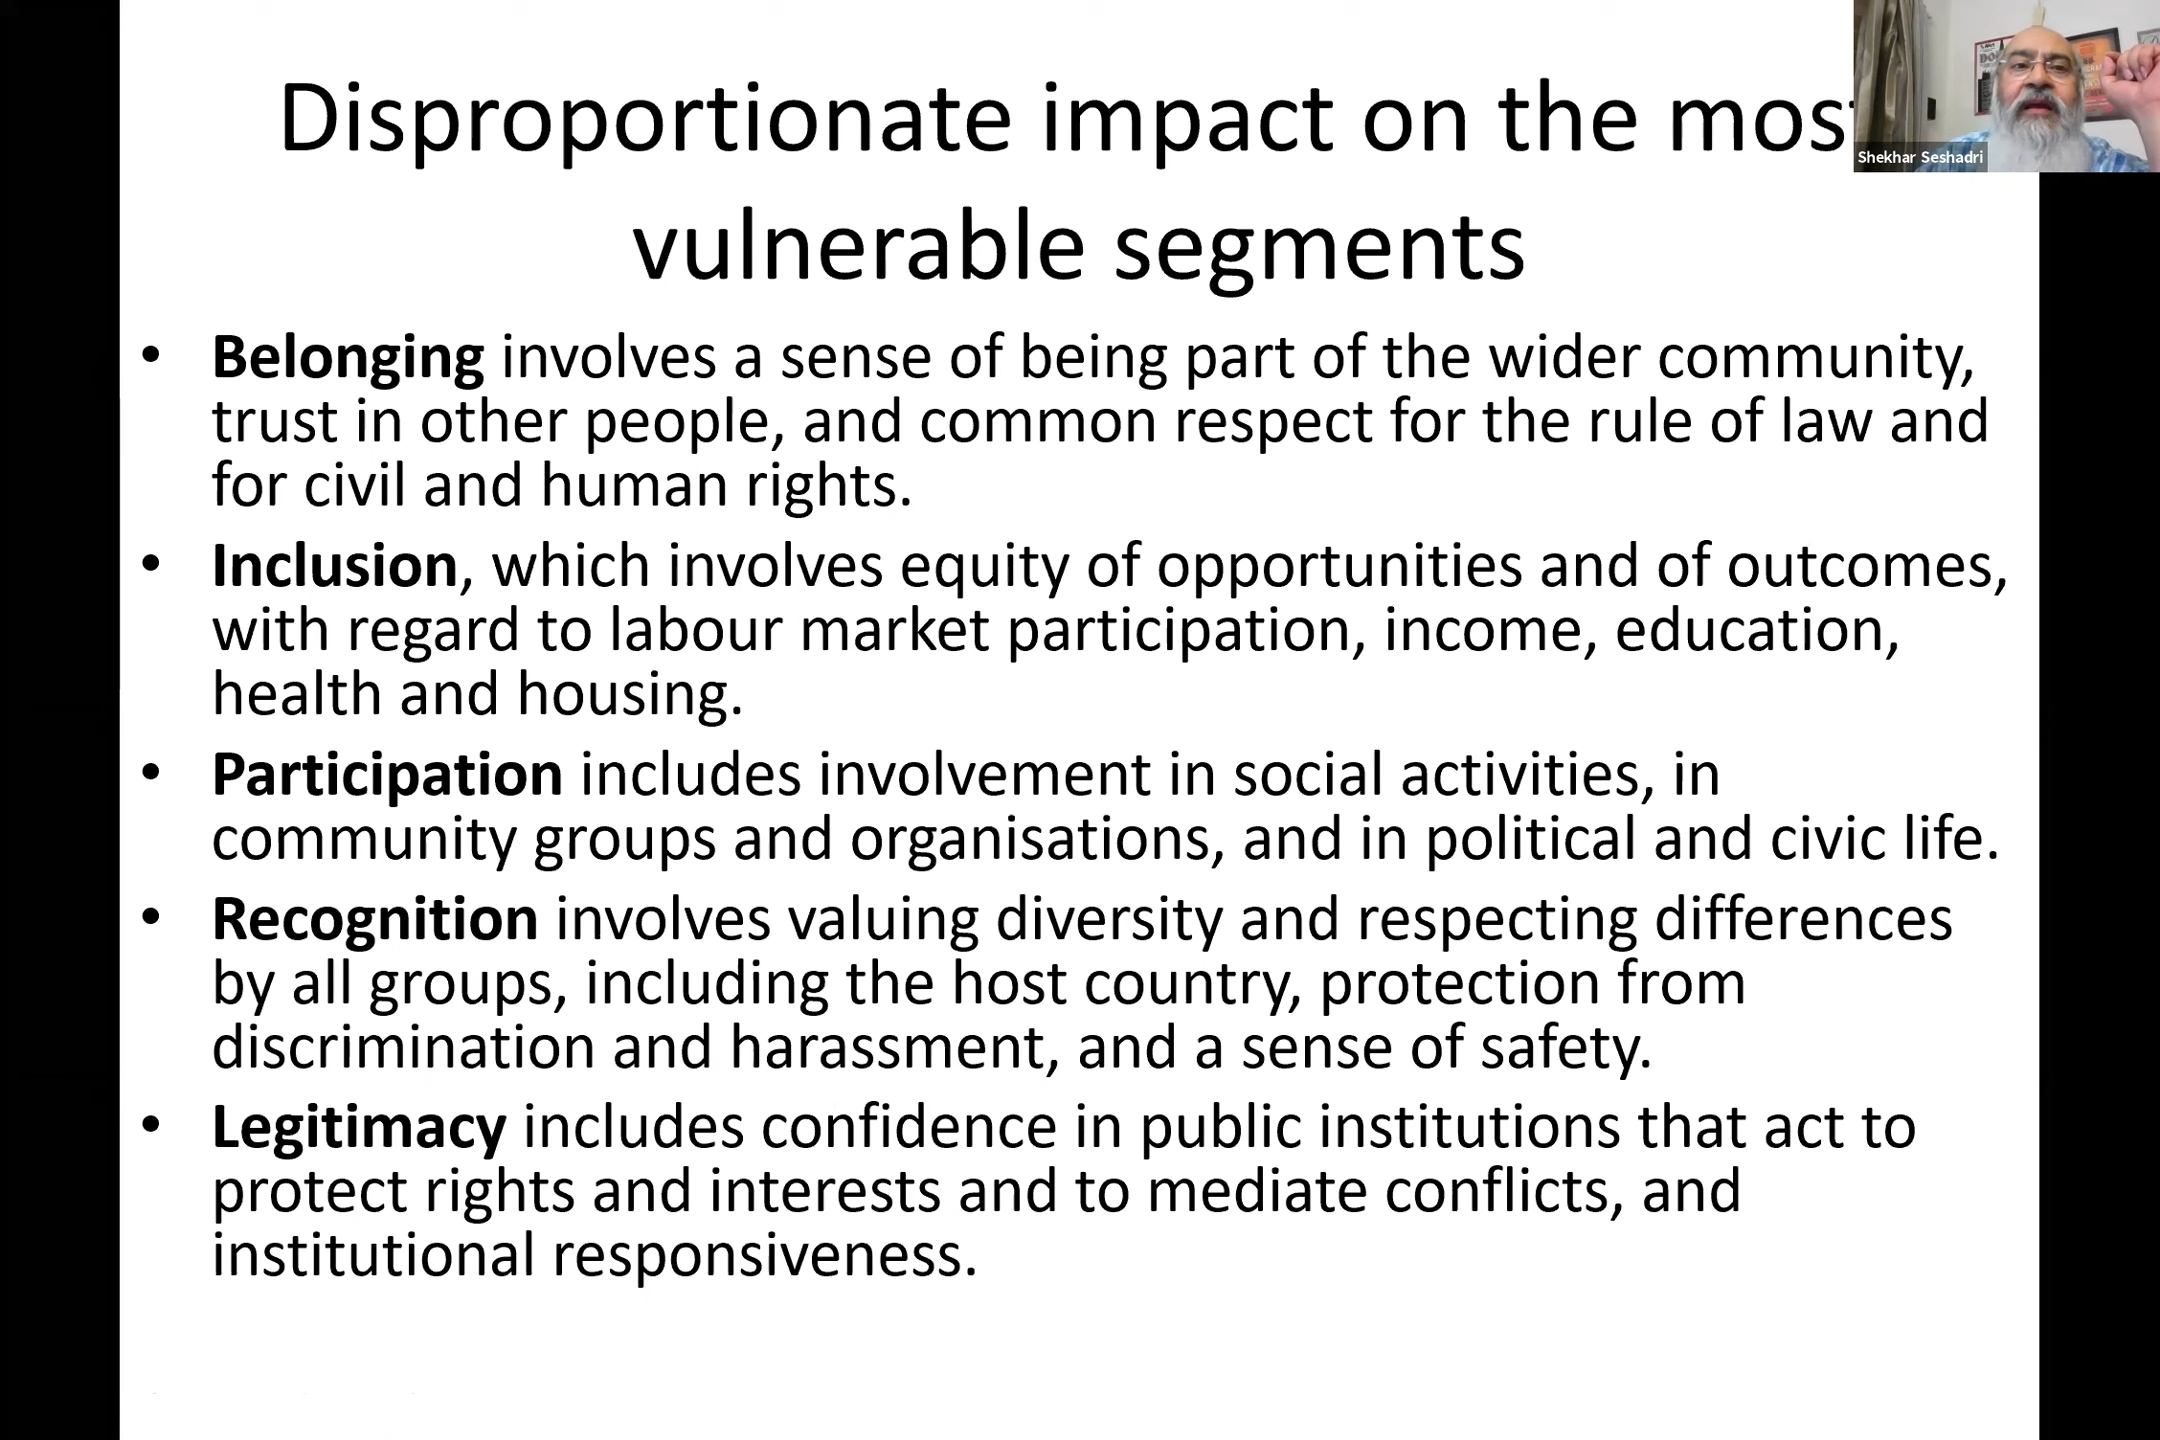 Disproportionate impact on the most
vulnerable segments
Shekhar Seshadri
• Belonging involves a sense of being part of the wider community,
trust in other people, and common respect for the rule of law and
for civil and human rights.
• Inclusion, which involves equity of opportunities and of outcomes,
with regard to labour market participation, income, education,
health and housing.
• Participation includes involvement in social activities, in
community groups and organisations, and in political and civic life.
• Recognition involves valuing diversity and respecting differences
by all groups, including the host country, protection from
discrimination and harassment, and a sense of safety.
• Legitimacy includes confidence in public institutions that act to
protect rights and interests and to mediate conflicts, and
institutional responsiveness.